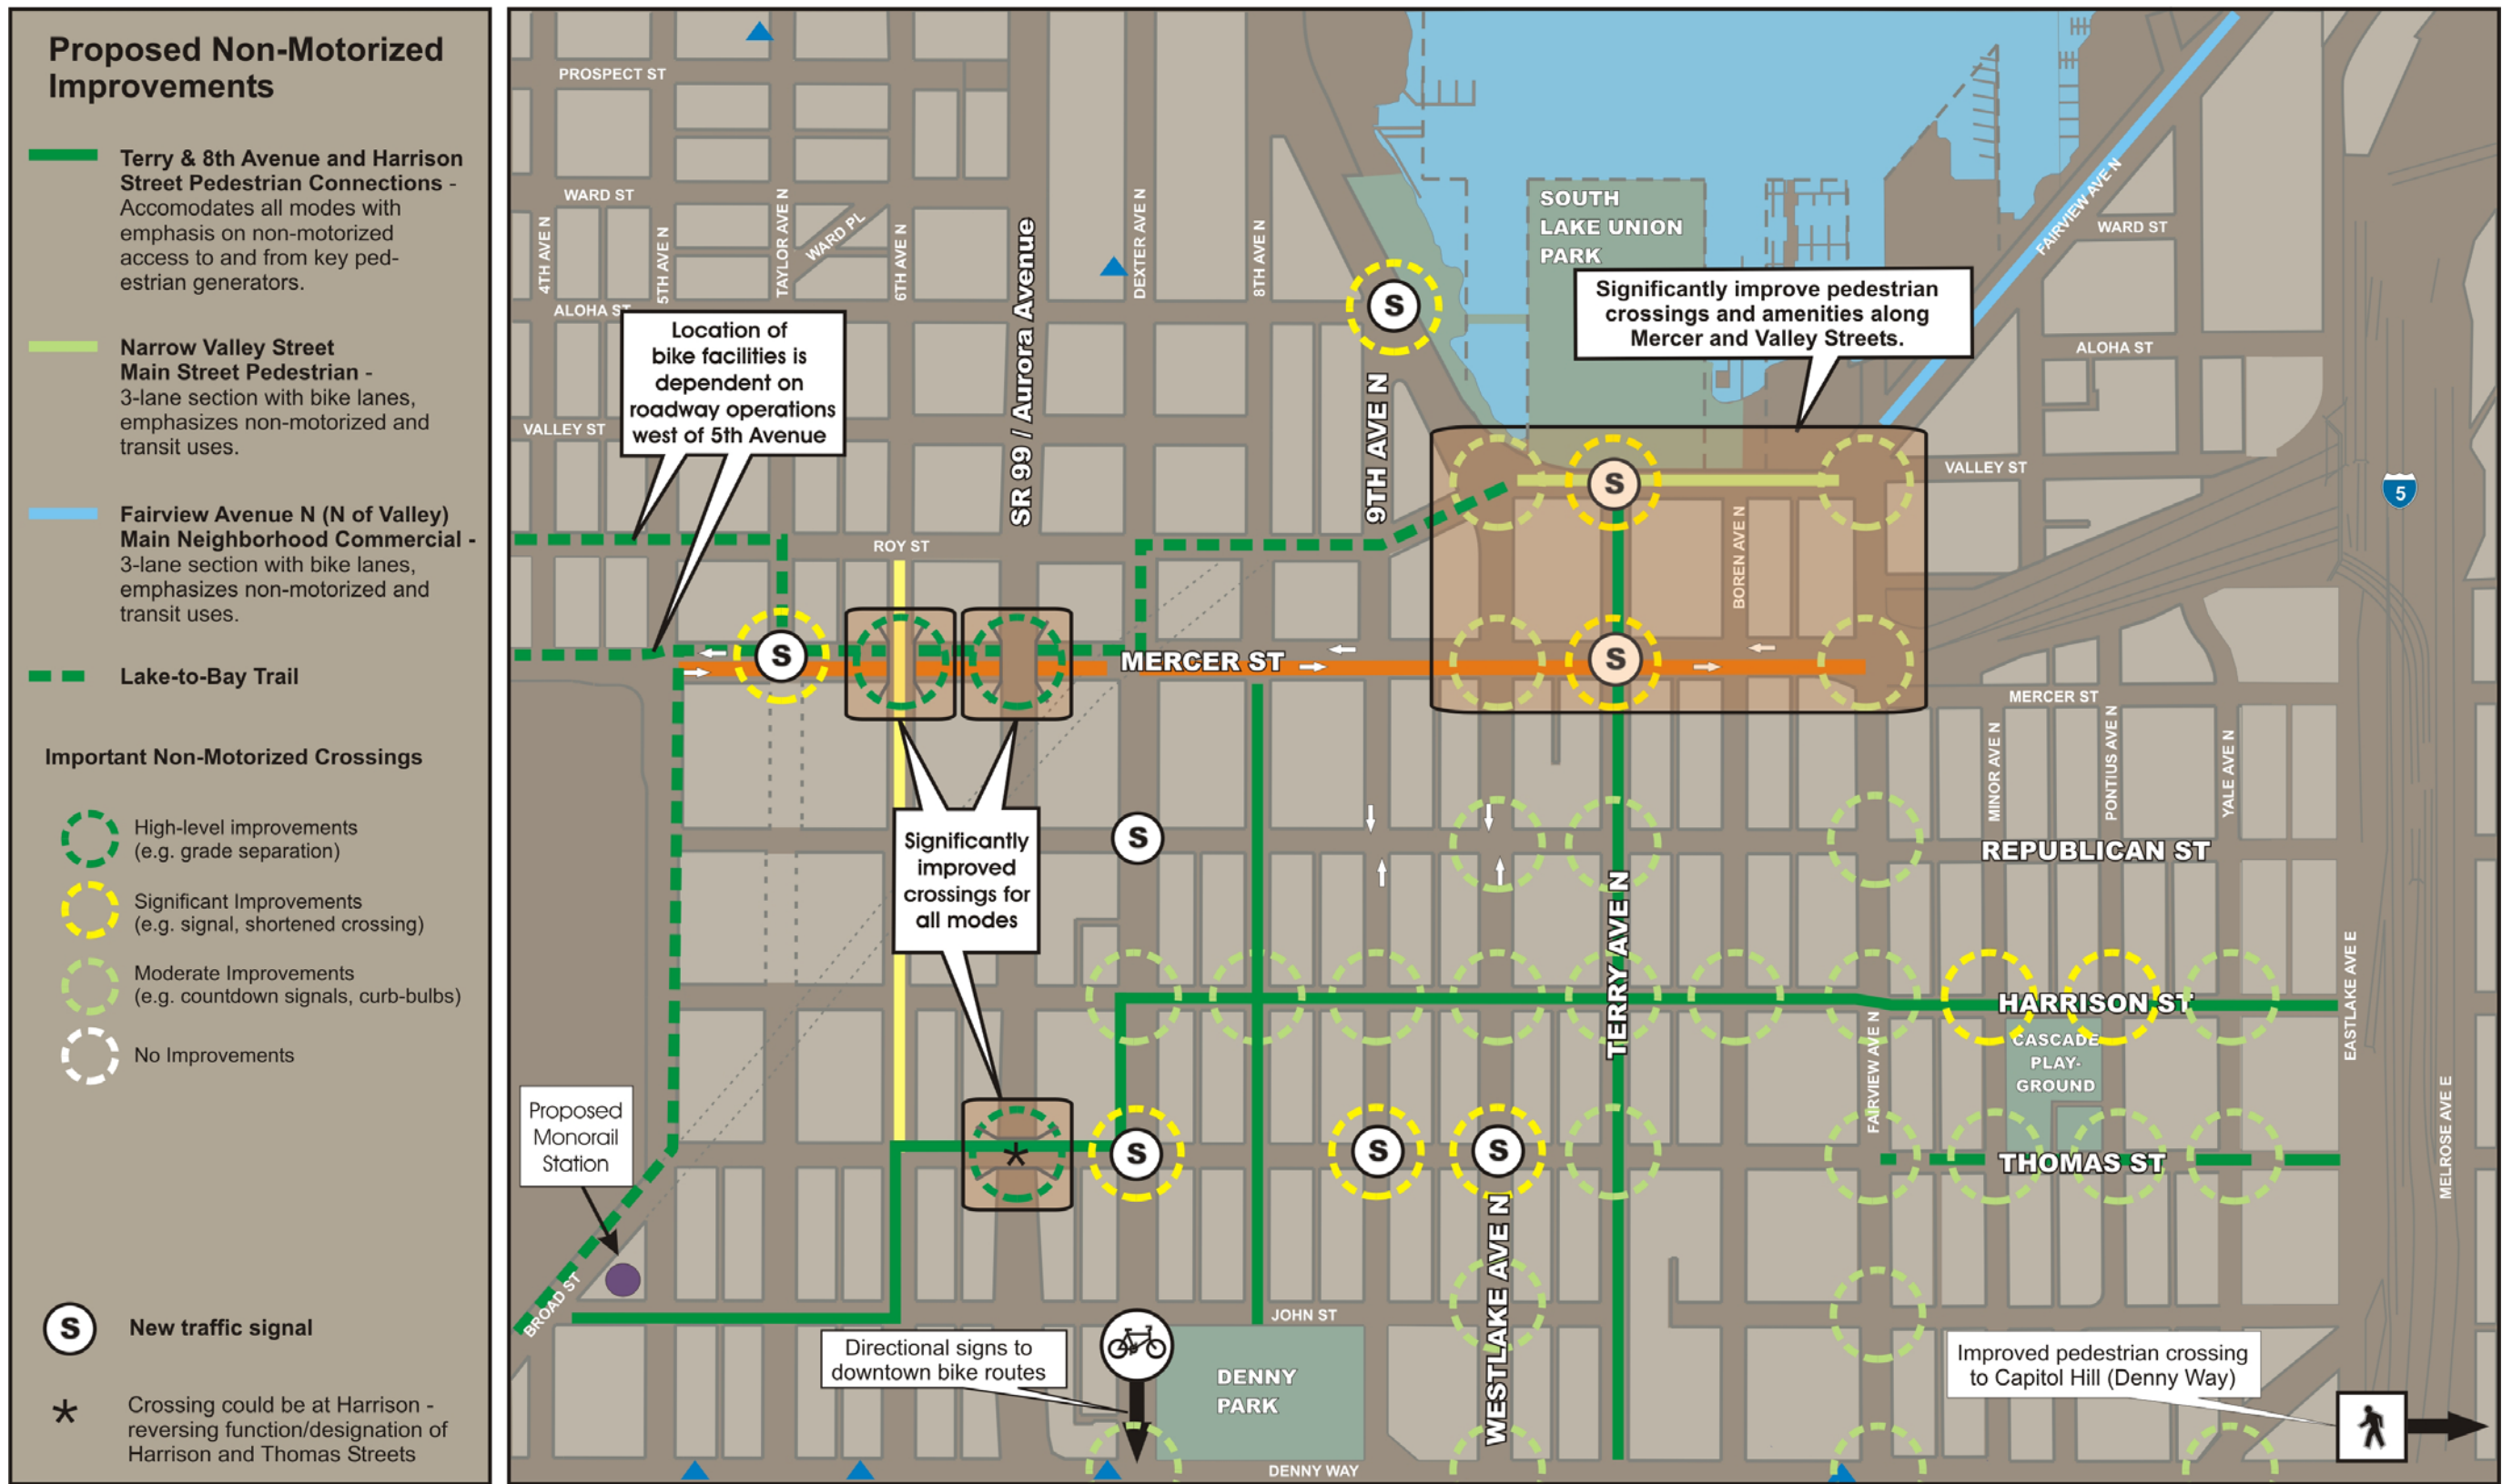 Proposed Non-Motorized
Improvements
Terry & 8th Avenue and Harrison
Street Pedestrian Connections -
Accomodates all modes with
emphasis on non-motorized
access to and from key ped-
estrian generators.
Narrow Valley Street
Main Street Pedestrian -
3-lane section with bike lanes,
emphasizes non-motorized and
transit uses.
Fairview Avenue N (N of Valley)
Main Neighborhood Commercial -
3-lane section with bike lanes,
emphasizes non-motorized and
transit uses.
Lake-to-Bay Trail
Important Non-Motorized Crossings
High-level improvements
(e.g. grade separation)
Significant Improvements
(e.g. signal, shortened crossing)
Moderate Improvements
(e.g. countdown signals, curb-bulbs)
No Improvements
S
New traffic signal
*
Crossing could be at Harrison -
reversing function/designation of
Harrison and Thomas Streets
PROSPECT ST
WARD ST
4TH AVE N
5TH AVE N
TAYLOR AVE N
WARD PL
6TH AVE N
SR 99 / Aurora Avenue
DEXTER AVE N
8TH AVE N
ALOHA ST
Location of
bike facilities is
dependent on
roadway operations
west of 5th Avenue
VALLEY ST
ROY ST
9TH AVE N
S
SOUTH
LAKE UNION
PARK
Significantly improve pedestrian
crossings and amenities along
Mercer and Valley Streets.
FAIRVIEW AVE N
WARD ST
ALOHA ST
VALLEY ST
5
S
BOREN AVE N
S
MERCER ST
S
MERCER ST
MINOR AVE N
PONTIUS AVE N
YALE AVE N
Significantly
improved
crossings for
all modes
S
REPUBLICAN ST
TERRY AVE N
HARRISON ST
EASTLAKE AVE E
CASCADE
PLAY-
GROUND
FAIRVIEW AVE N
MELROSE AVE E
Proposed
Monorail
Station
*
S
S
S
THOMAS ST
WESTLAKE AVE N
BROAD ST
JOHN ST
Directional signs to
downtown bike routes
DENNY
PARK
Improved pedestrian crossing
to Capitol Hill (Denny Way)
DENNY WAY